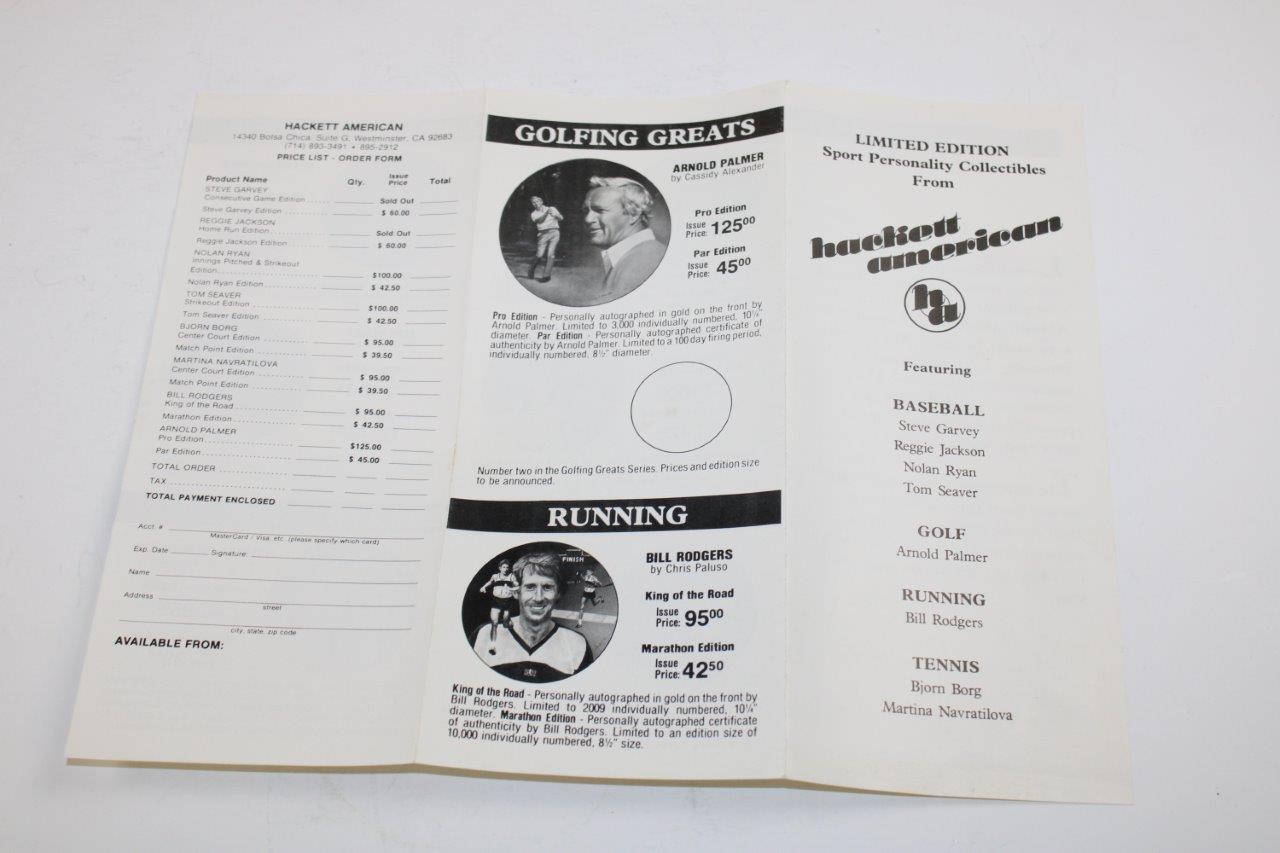 HACKETT AMERICAN
14340 Bolsa Chica, Suite G, Westminster, CA 92683
(714) 893-3491 • 895-2912
PRICE LIST - ORDER FORM
Product Name Qty. Issue Price Total
STEVE GARVEY
Consecutive Game Edition ...... Sold Out
Steve Garvey Edition ............ $ 60.00
REGGIE JACKSON
Home Run Edition............ Sold Out
Reggie Jackson Edition............ $ 60.00
NOLAN RYAN
Innings Pitched & Strikeout
Edition............ $100.00
Nolan Ryan Edition............ $ 42.50
TOM SEAVER
Strikeout Edition ............ $100.00
Tom Seaver Edition ............ $ 42.50
BJORN BORG
Center Court Edition ............ $ 95.00
Match Point Edition ............ $ 39.50
MARTINA NAVRATILOVA
Center Court Edition ............ $ 95.00
Match Point Edition ............ $ 39.50
BILL RODGERS
King of the Road............ $ 95.00
Marathon Edition............ $ 42.50
ARNOLD PALMER
Pro Edition............ $125.00
Par Edition............ $ 45.00
TOTAL ORDER ............
TAX ............
TOTAL PAYMENT ENCLOSED
Acct. #
MasterCard / Visa, etc. (please specify which card)
Exp. Date Signature:
Name
Address
street
city, state, zip code
AVAILABLE FROM:
GOLFING GREATS
ARNOLD PALMER
by Cassidy Alexander
Pro Edition
Issue Price: 125⁰⁰
Par Edition
Issue Price: 45⁰⁰
Pro Edition - Personally autographed in gold on the front by
Arnold Palmer. Limited to 3,000 individually numbered, 10¼"
diameter. Par Edition - Personally autographed certificate of
authenticity by Arnold Palmer. Limited to a 100 day firing period,
individually numbered, 8½" diameter.
Number two in the Golfing Greats Series. Prices and edition size
to be announced.
RUNNING
FINISH
BILL RODGERS
by Chris Paluso
King of the Road
Issue Price: 95⁰⁰
Marathon Edition
Issue Price: 42⁵⁰
King of the Road - Personally autographed in gold on the front by
Bill Rodgers. Limited to 2009 individually numbered, 10¼"
diameter. Marathon Edition - Personally autographed certificate
of authenticity by Bill Rodgers. Limited to an edition size of
10,000 individually numbered, 8½" size.
LIMITED EDITION
Sport Personality Collectibles
From
hackett
american
ha
Featuring
BASEBALL
Steve Garvey
Reggie Jackson
Nolan Ryan
Tom Seaver
GOLF
Arnold Palmer
RUNNING
Bill Rodgers
TENNIS
Bjorn Borg
Martina Navratilova